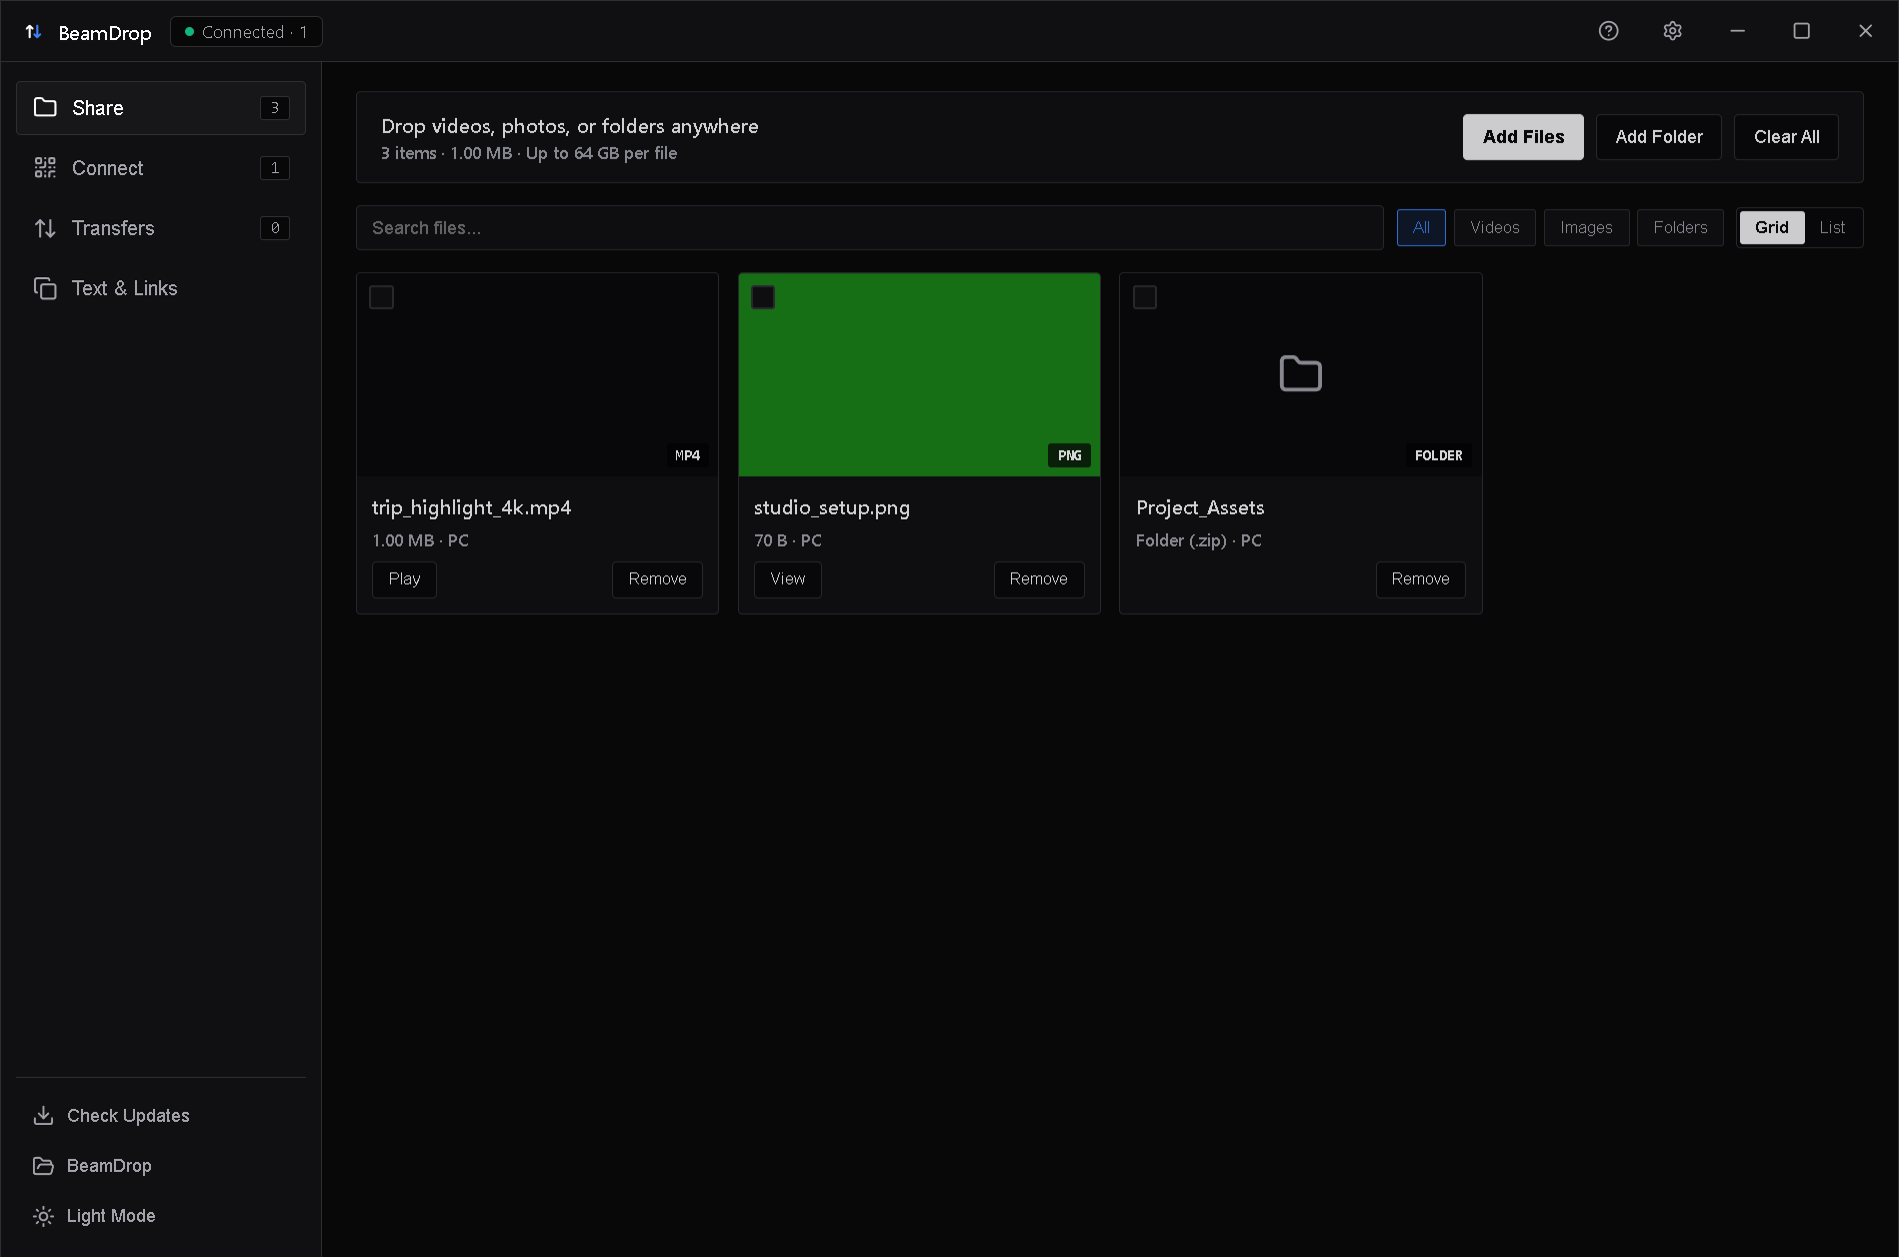 BeamDrop
Connected · 1
Share 3
Connect 1
Transfers 0
Text & Links
Check Updates
BeamDrop
Light Mode
Drop videos, photos, or folders anywhere
3 items · 1.00 MB · Up to 64 GB per file
Add Files Add Folder Clear All
Search files...
All Videos Images Folders Grid List
MP4
trip_highlight_4k.mp4
1.00 MB · PC
Play Remove
PNG
studio_setup.png
70 B · PC
View Remove
FOLDER
Project_Assets
Folder (.zip) · PC
Remove